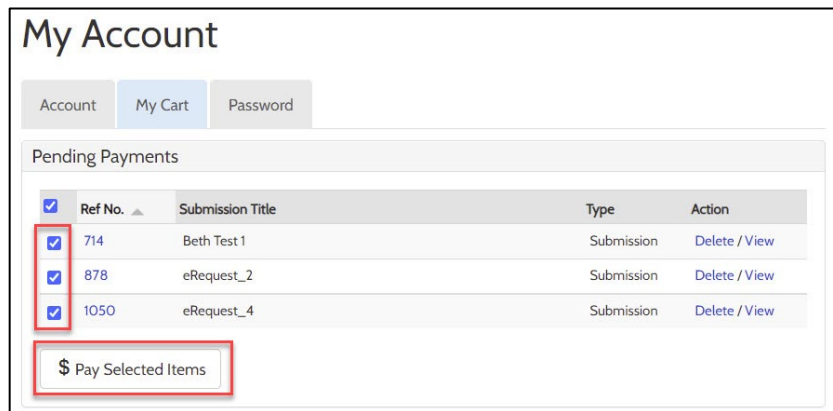 My Account
Account My Cart Password
Pending Payments
Ref No. Submission Title Type Action
714 Beth Test 1 Submission Delete / View
878 eRequest_2 Submission Delete / View
1050 eRequest_4 Submission Delete / View
$ Pay Selected Items